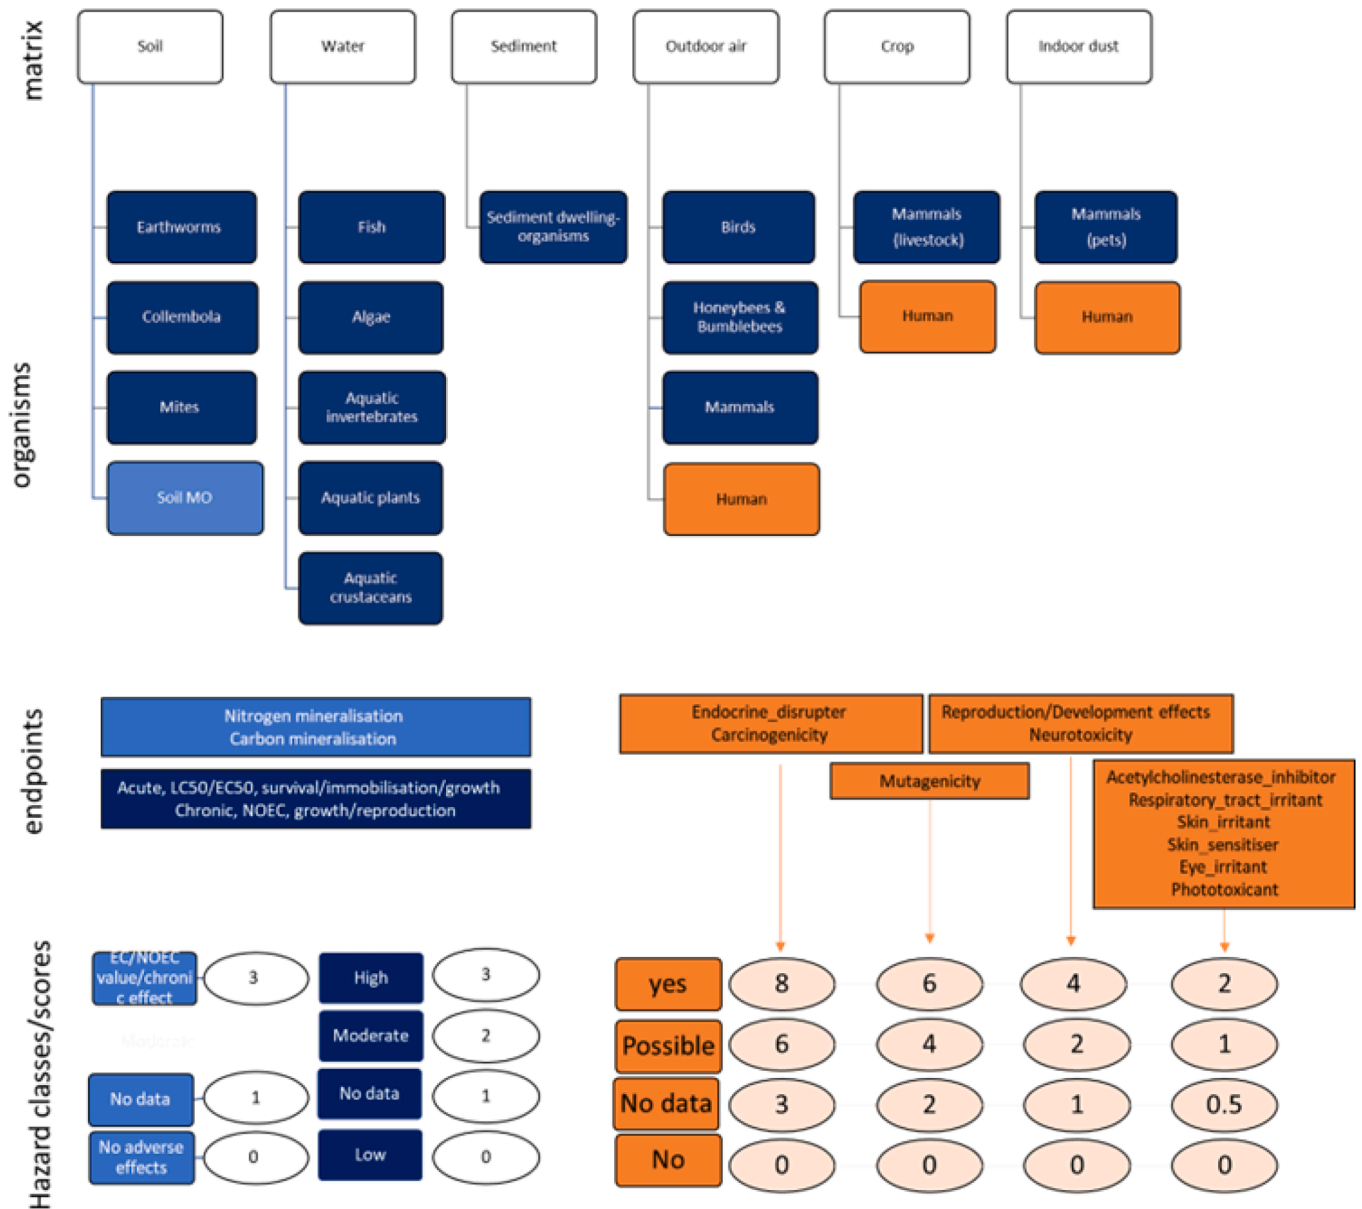 matrix
Soil
Water
Sediment
Outdoor air
Crop
Indoor dust
organisms
Earthworms
Collembola
Mites
Soil MO
Fish
Algae
Aquatic
invertebrates
Aquatic plants
Aquatic
crustaceans
Sediment dwelling-
organisms
Birds
Honeybees &
Bumblebees
Mammals
Human
Mammals
(livestock)
Human
Mammals
(pets)
Human
endpoints
Nitrogen mineralisation
Carbon mineralisation
Acute, LC50/EC50, survival/immobilisation/growth
Chronic, NOEC, growth/reproduction
Endocrine_disrupter
Carcinogenicity
Mutagenicity
Reproduction/Development effects
Neurotoxicity
Acetylcholinesterase_inhibitor
Respiratory_tract_irritant
Skin_irritant
Skin_sensitiser
Eye_irritant
Phototoxicant
Hazard classes/scores
EC/NOEC
value/chroni
c effect
3
Moderate
No data
1
No adverse
effects
0
High
3
Moderate
2
No data
1
Low
0
yes
8
6
4
2
Possible
6
4
2
1
No data
3
2
1
0.5
No
0
0
0
0